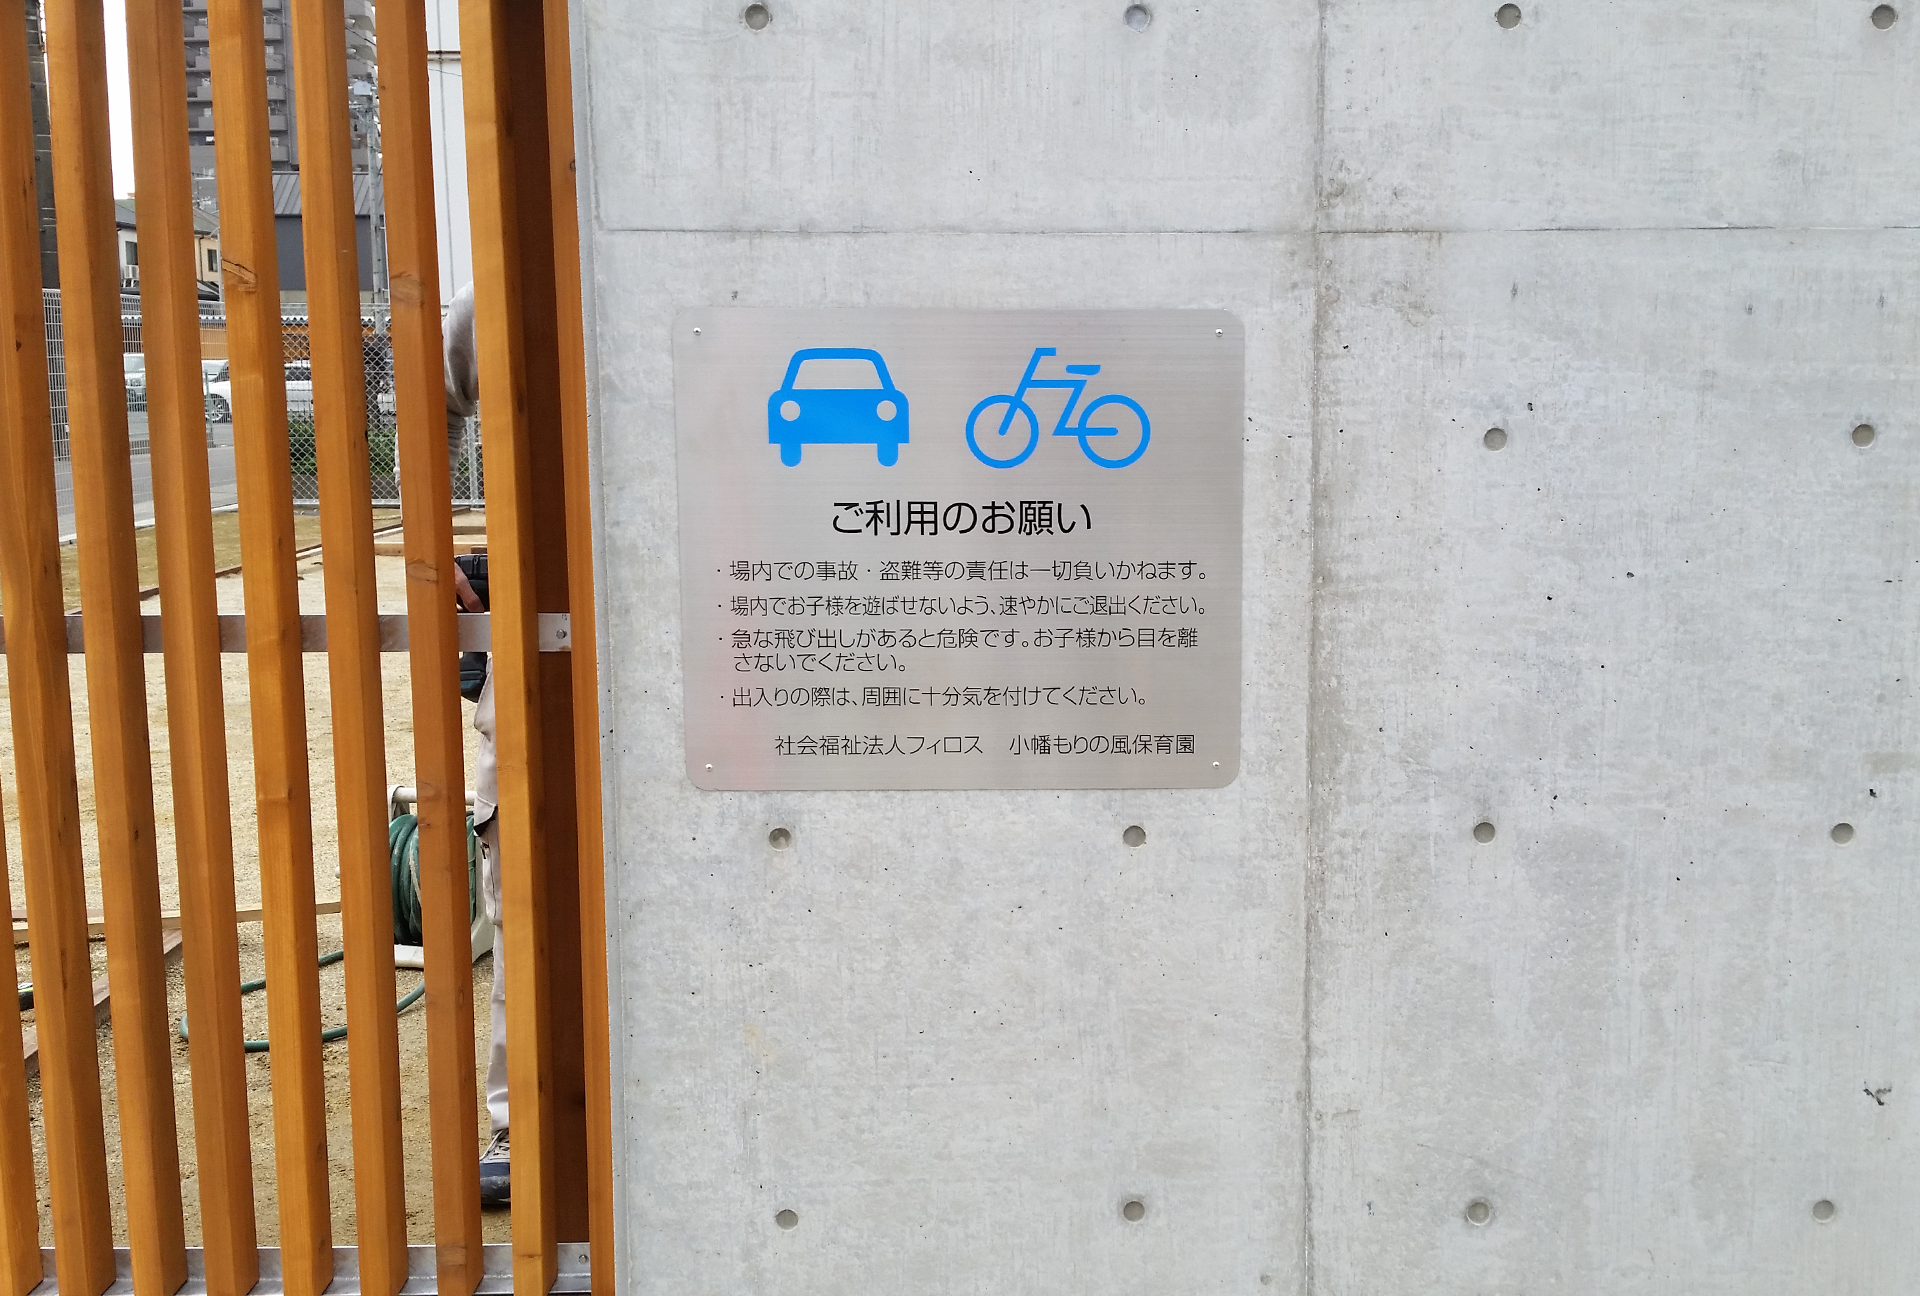 ご利用のお願い
・場内での事故・盗難等の責任は一切負いかねます。
・場内でお子様を遊ばせないよう、速やかにご退出ください。
・急な飛び出しがあると危険です。お子様から目を離
さないでください。
・出入りの際は、周囲に十分気を付けてください。
社会福祉法人フィロス　小幡もりの風保育園